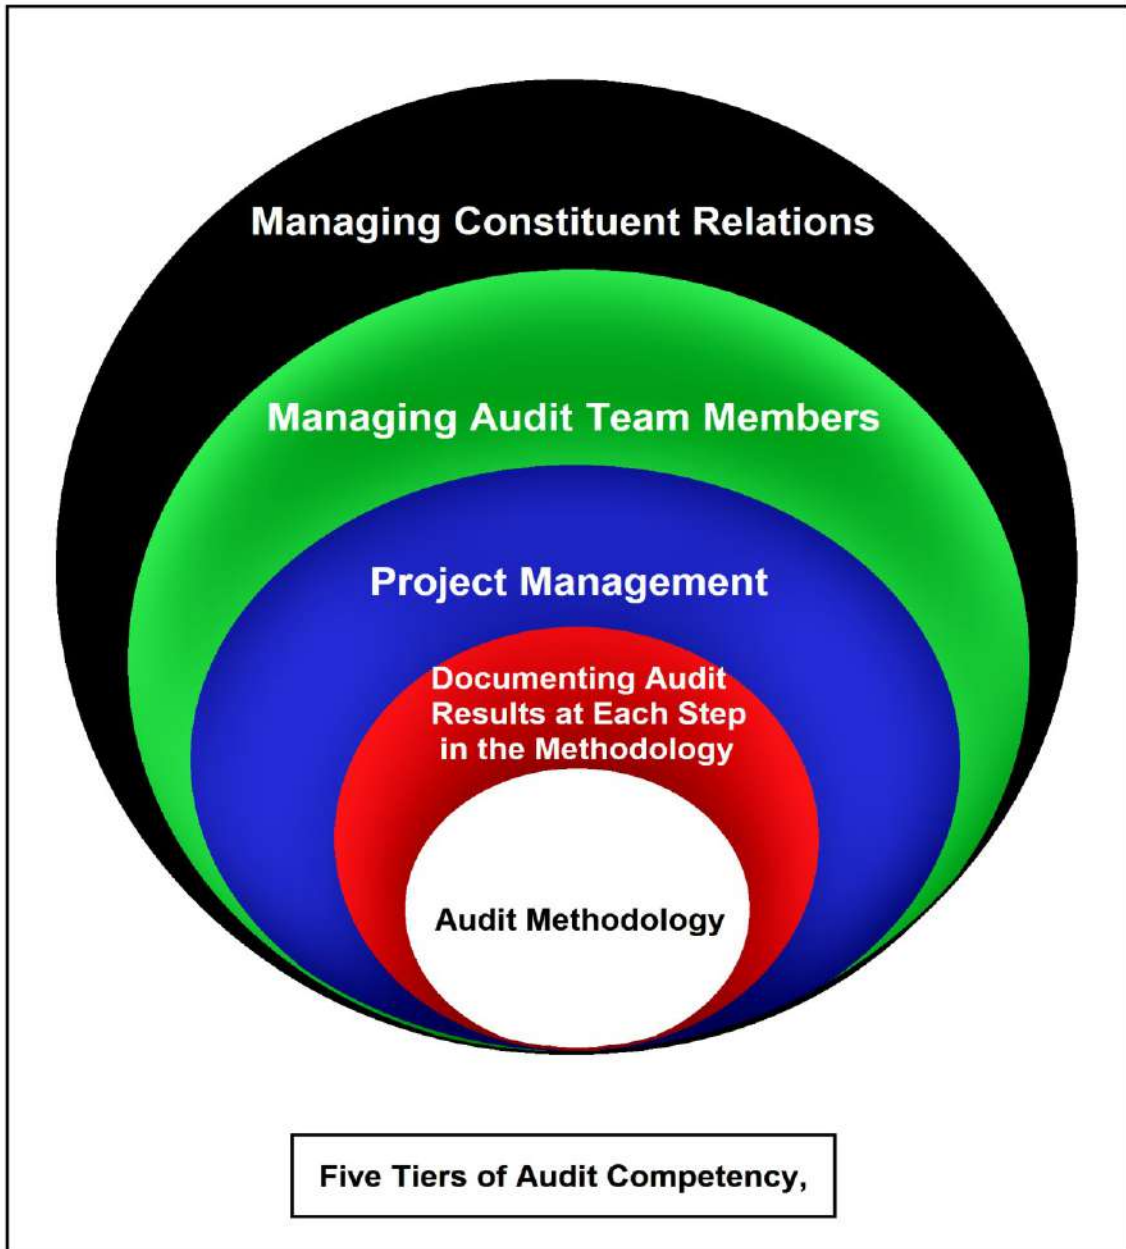 Managing Constituent Relations
Managing Audit Team Members
Project Management
Documenting Audit
Results at Each Step
in the Methodology
Audit Methodology
Five Tiers of Audit Competency,